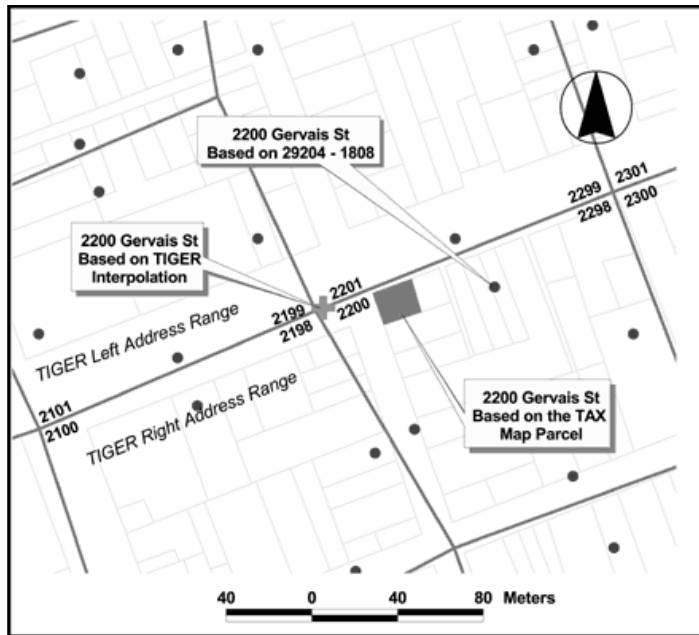 2200 Gervais St
Based on 29204 - 1808
2299
2301
2298
2300
2200 Gervais St
Based on TIGER
Interpolation
2201
2200
2199
2198
TIGER Left Address Range
TIGER Right Address Range
2101
2100
2200 Gervais St
Based on the TAX
Map Parcel
40
0
40
80
Meters